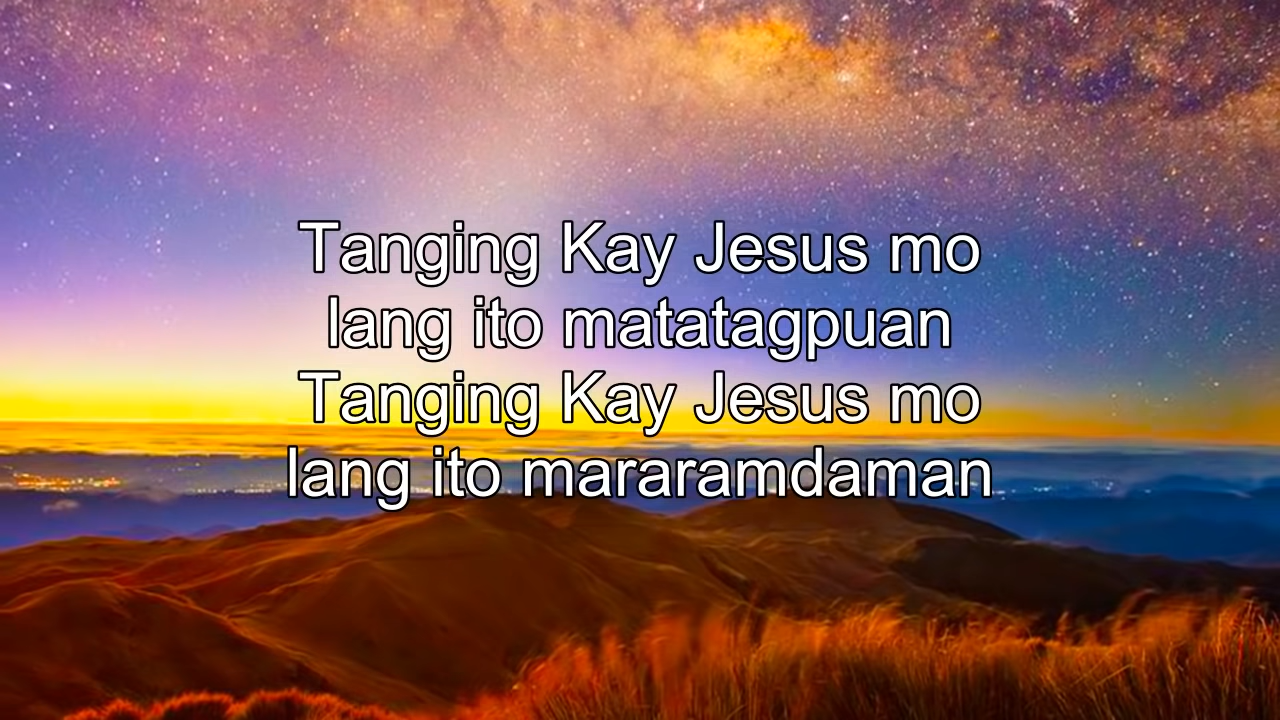 Tanging Kay Jesus mo
lang ito matatagpuan
Tanging Kay Jesus mo
lang ito mararamdaman